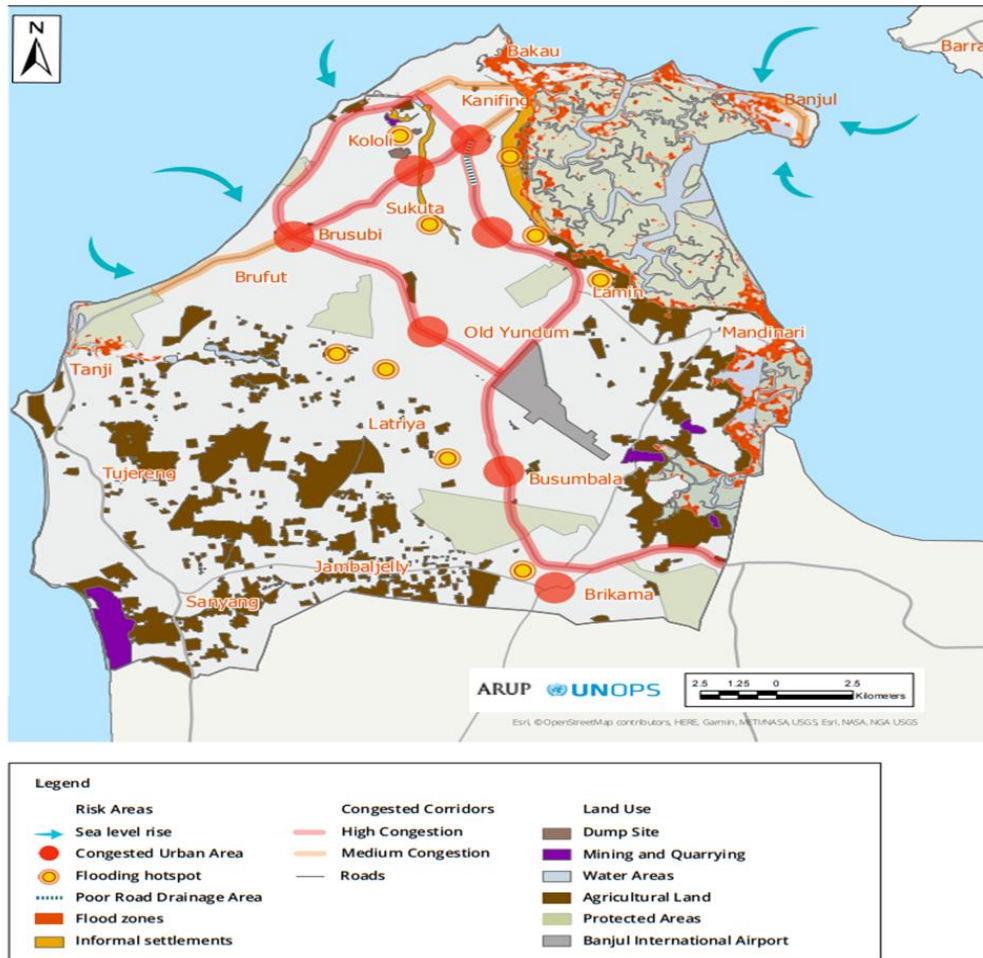 N
Bakau
Barra
Kanifing
Banjul
Kololi
Sukuta
Brusubi
Brufut
Lamin
Old Yundum
Mandinari
Tanji
Latriya
Tujereng
Busumbala
Jambaljelly
Sanyang
Brikama
ARUP UNOPS
2.5 1.25 0 2.5
Kilometers
Esri, © OpenStreetMap contributors, HERE, Garmin, METI/NASA, USGS, Esri, NASA, NGA USGS
Legend
Risk Areas Congested Corridors Land Use
Sea level rise High Congestion Dump Site
Congested Urban Area Medium Congestion Mining and Quarrying
Flooding hotspot Roads Water Areas
Poor Road Drainage Area Agricultural Land
Flood zones Protected Areas
Informal settlements Banjul International Airport